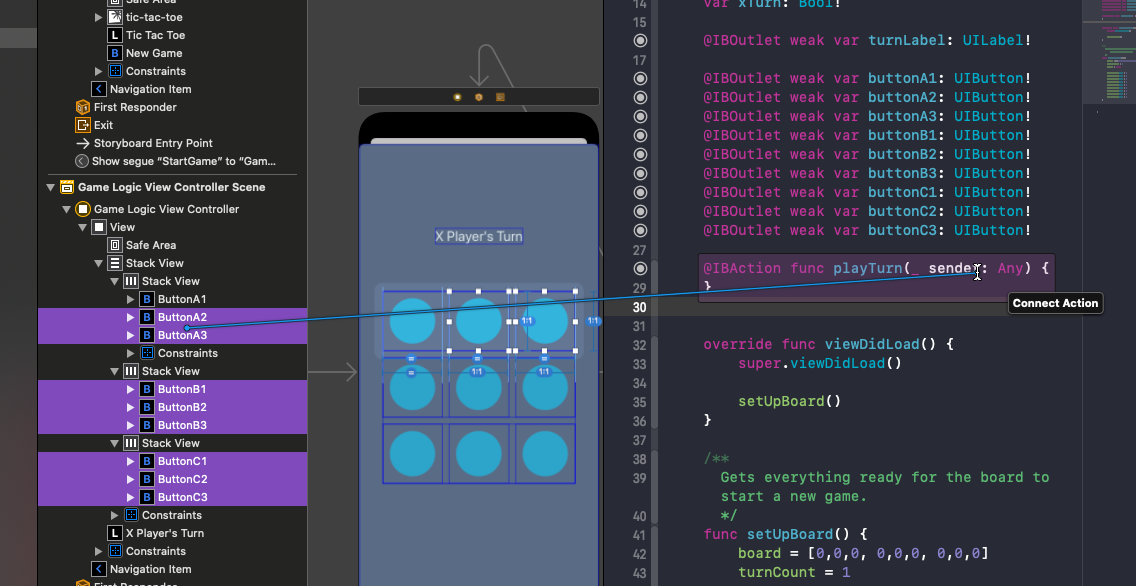 Safe Area
tic-tac-toe
L Tic Tac Toe
B New Game
Constraints
Navigation Item
First Responder
Exit
Storyboard Entry Point
Show segue “StartGame” to “Gam...
Game Logic View Controller Scene
Game Logic View Controller
View
Safe Area
Stack View
Stack View
B ButtonA1
B ButtonA2
B ButtonA3
Constraints
Stack View
B ButtonB1
B ButtonB2
B ButtonB3
Stack View
B ButtonC1
B ButtonC2
B ButtonC3
Constraints
L X Player's Turn
Constraints
Navigation Item
First Responder
X Player's Turn
1:1 1:1
= = =
= 1:1 1:1
14 var xTurn: Bool!
15
@IBOutlet weak var turnLabel: UILabel!
17
@IBOutlet weak var buttonA1: UIButton!
@IBOutlet weak var buttonA2: UIButton!
@IBOutlet weak var buttonA3: UIButton!
@IBOutlet weak var buttonB1: UIButton!
@IBOutlet weak var buttonB2: UIButton!
@IBOutlet weak var buttonB3: UIButton!
@IBOutlet weak var buttonC1: UIButton!
@IBOutlet weak var buttonC2: UIButton!
@IBOutlet weak var buttonC3: UIButton!
27
@IBAction func playTurn(_ sender: Any) {
29 }
Connect Action
30
31
32 override func viewDidLoad() {
33 super.viewDidLoad()
34
35 setUpBoard()
36 }
37
38 /**
39 Gets everything ready for the board to
start a new game.
40 */
41 func setUpBoard() {
42 board = [0,0,0, 0,0,0, 0,0,0]
43 turnCount = 1